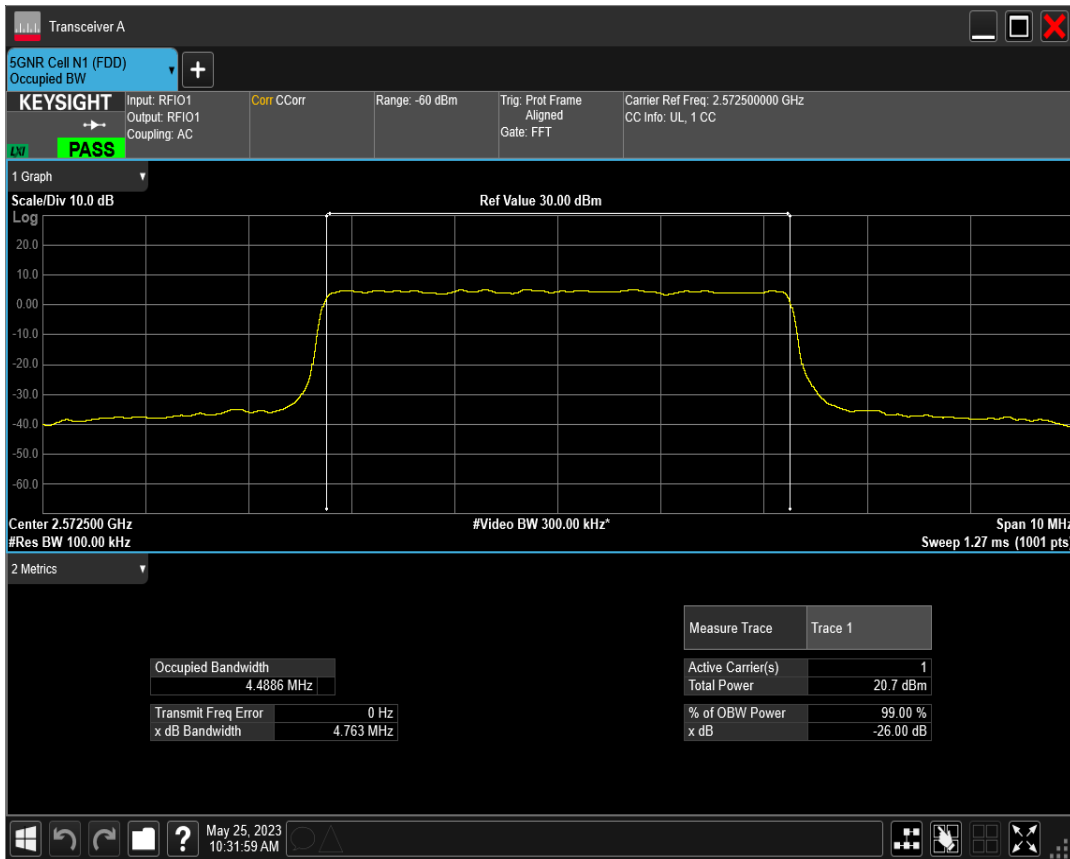 Transceiver A
5GNR Cell N1 (FDD)
Occupied BW
+
KEYSIGHT
LXI
PASS
Input: RFIO1
Output: RFIO1
Coupling: AC
Corr CCorr
Range: -60 dBm
Trig: Prot Frame
Aligned
Gate: FFT
Carrier Ref Freq: 2.572500000 GHz
CC Info: UL, 1 CC
1 Graph
Scale/Div 10.0 dB
Ref Value 30.00 dBm
Log
20.0
10.0
0.00
-10.0
-20.0
-30.0
-40.0
-50.0
-60.0
Center 2.572500 GHz
#Video BW 300.00 kHz*
Span 10 MHz
#Res BW 100.00 kHz
Sweep 1.27 ms (1001 pts)
2 Metrics
Measure Trace Trace 1
Occupied Bandwidth
4.4886 MHz
Active Carrier(s) 1
Total Power 20.7 dBm
Transmit Freq Error 0 Hz
x dB Bandwidth 4.763 MHz
% of OBW Power 99.00 %
x dB -26.00 dB
?
May 25, 2023
10:31:59 AM